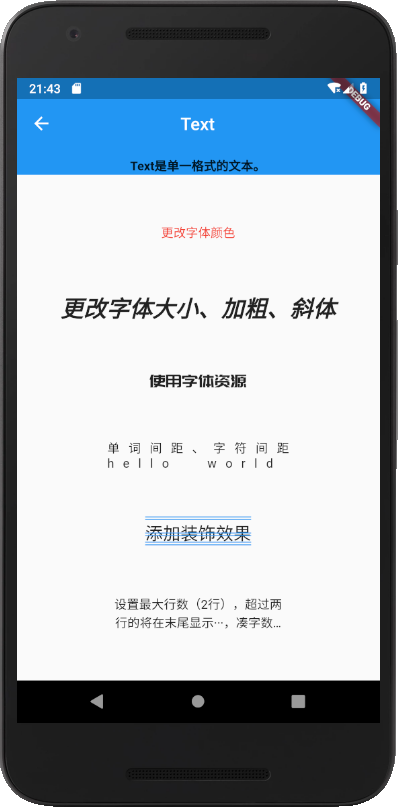 21:43
DEBUG
Text
Text是单一格式的文本。
更改字体颜色
更改字体大小、加粗、斜体
使用字体资源
单词间距、字符间距
hello world
添加装饰效果
设置最大行数（2行），超过两
行的将在末尾显示…，凑字数…